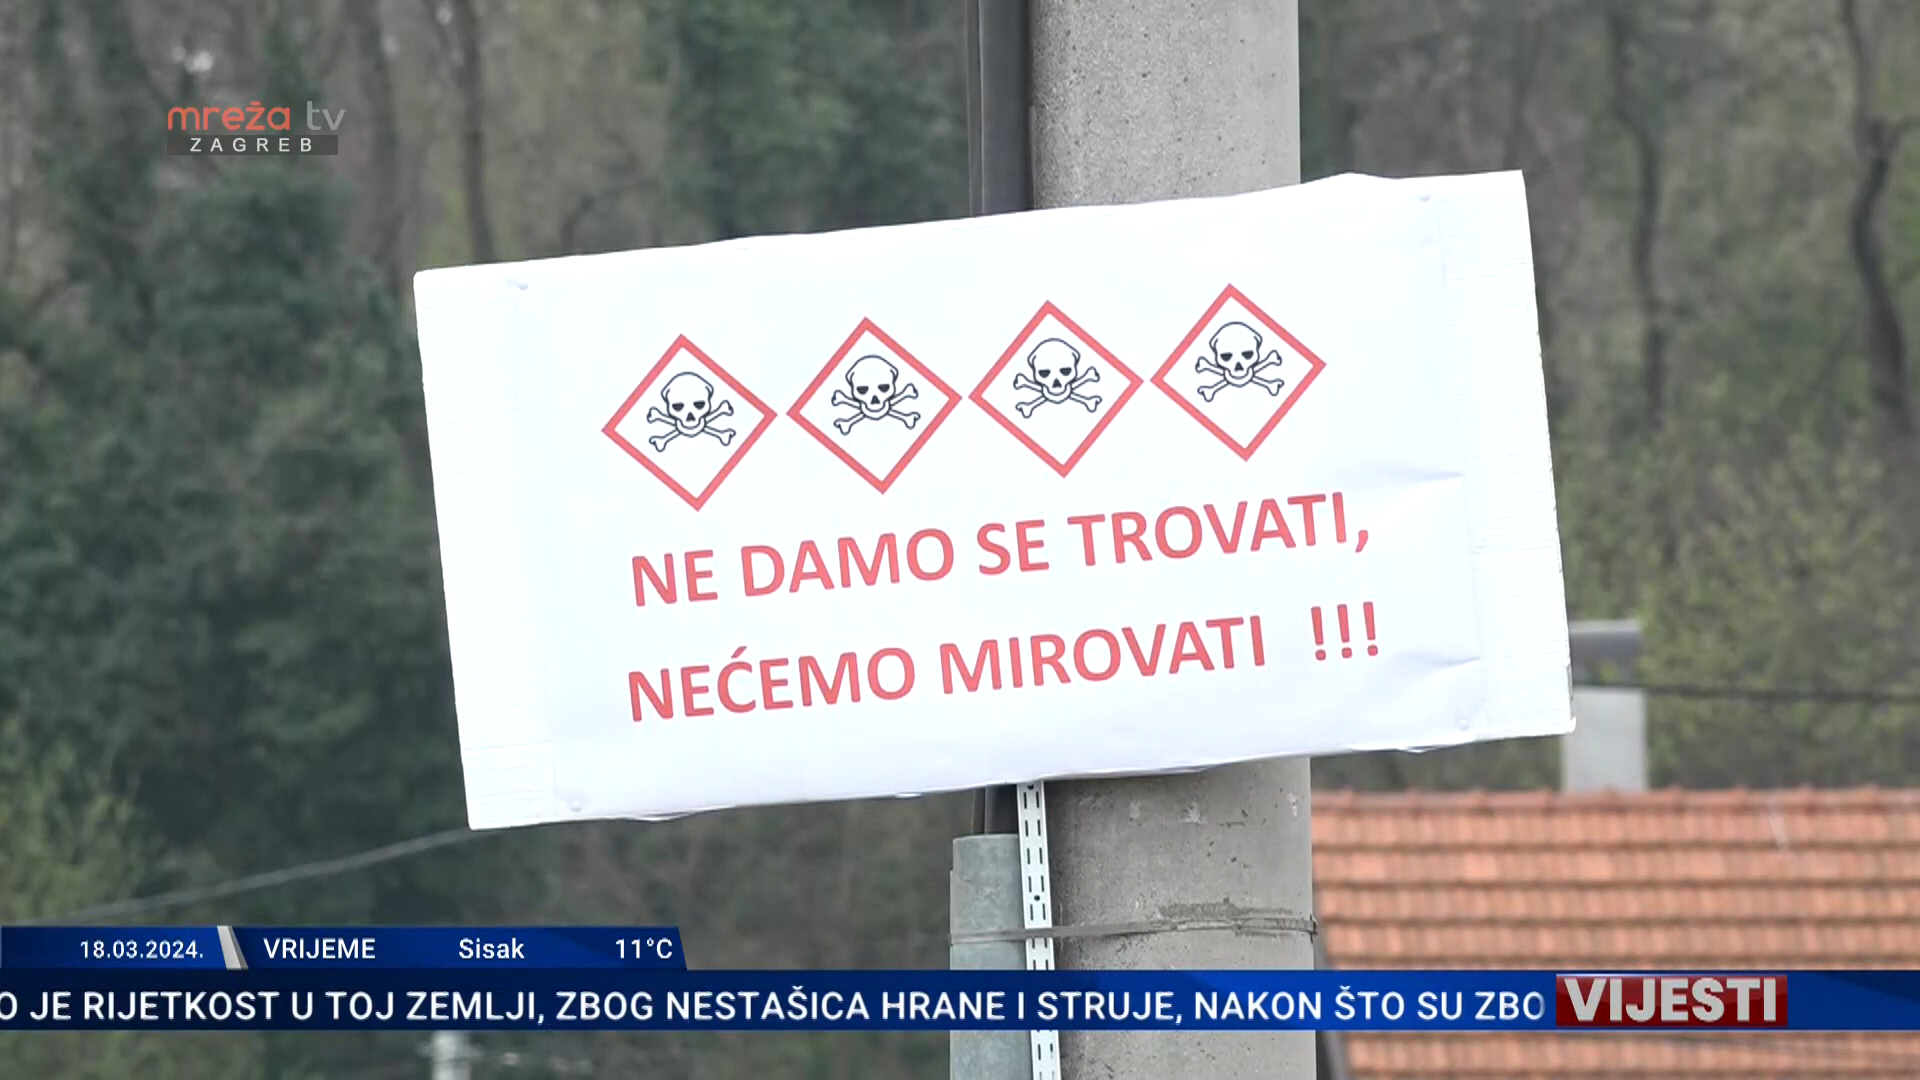 mreža tv
ZAGREB
NE DAMO SE TROVATI,
NEĆEMO MIROVATI !!!
18.03.2024. VRIJEME Sisak 11°C
O JE RIJETKOST U TOJ ZEMLJI, ZBOG NESTAŠICA HRANE I STRUJE, NAKON ŠTO SU ZBO
VIJESTI